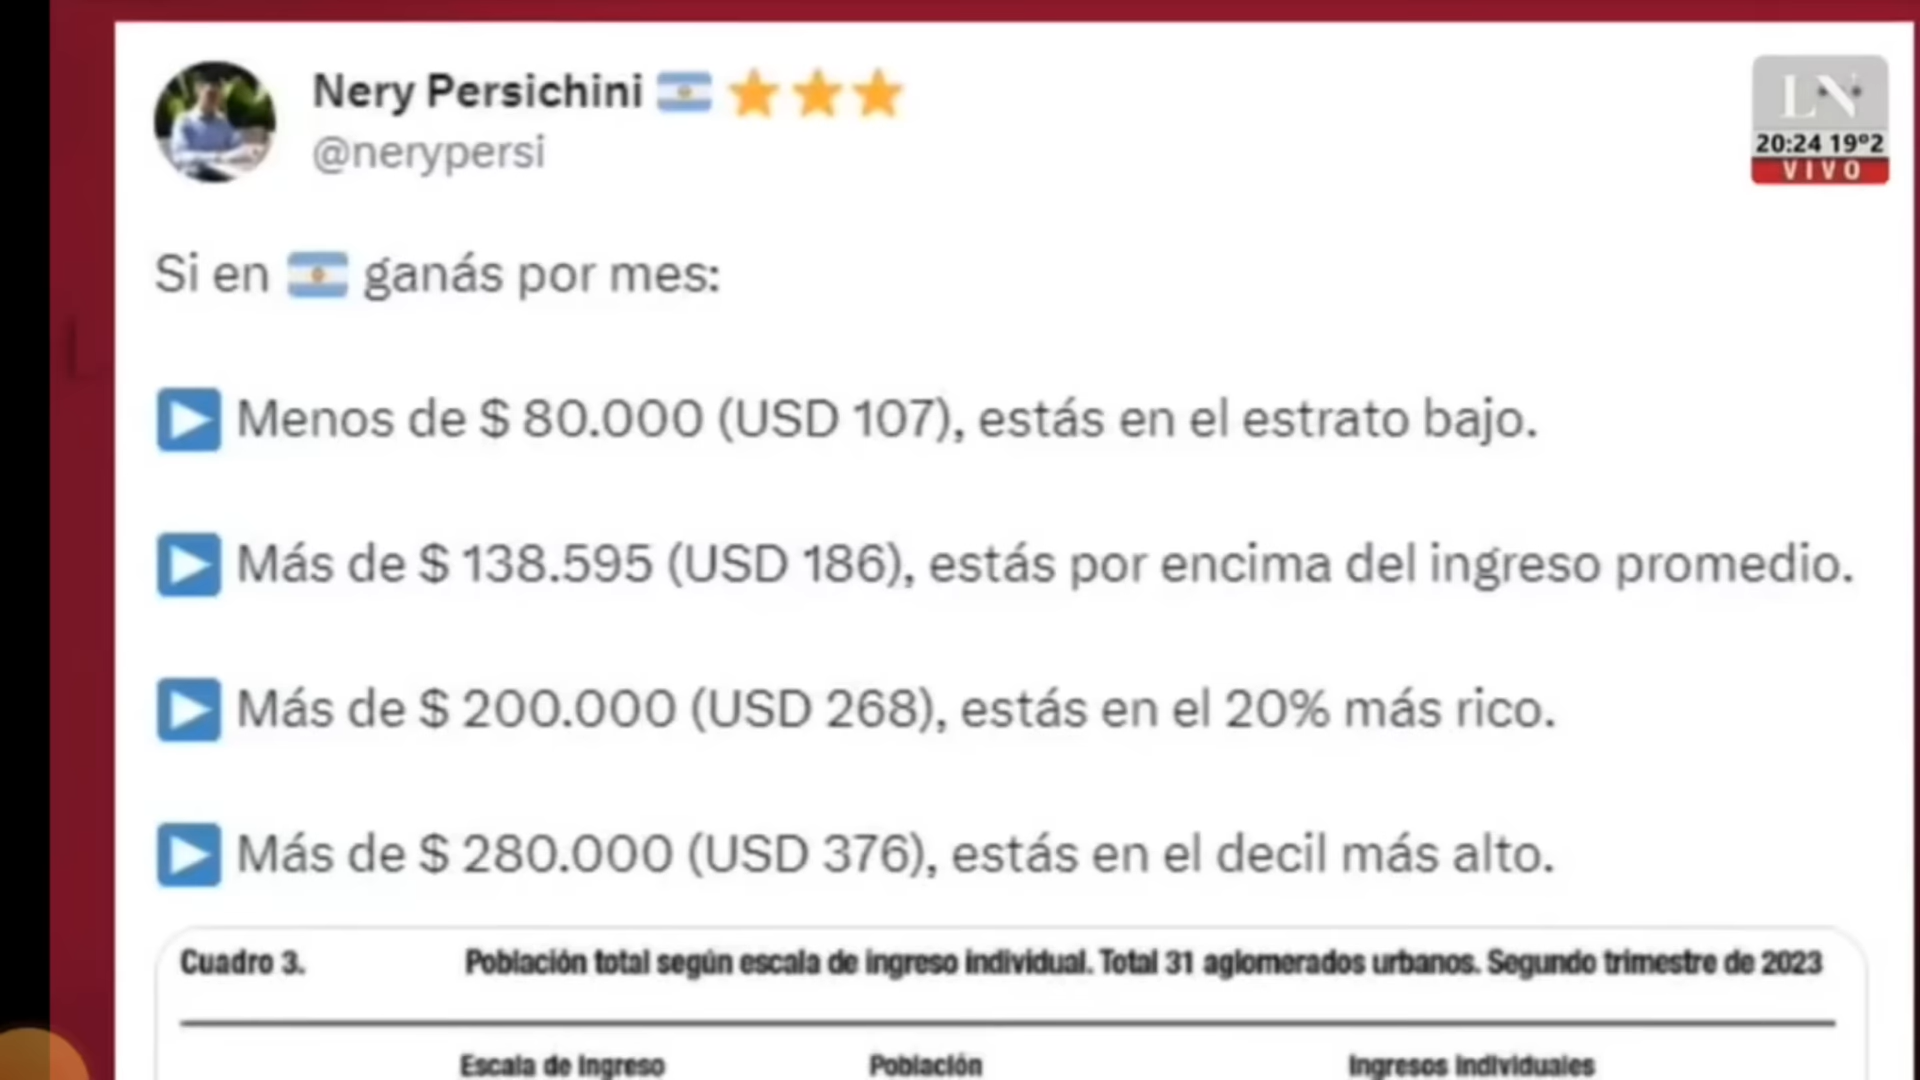 Nery Persichini
@nerypersi
LN
20:24 19º2
VIVO
Si en ganás por mes:
Menos de $ 80.000 (USD 107), estás en el estrato bajo.
Más de $ 138.595 (USD 186), estás por encima del ingreso promedio.
Más de $ 200.000 (USD 268), estás en el 20% más rico.
Más de $ 280.000 (USD 376), estás en el decil más alto.
Cuadro 3. Población total según escala de ingreso individual. Total 31 aglomerados urbanos. Segundo trimestre de 2023
Escala de Ingreso Población Ingresos individuales